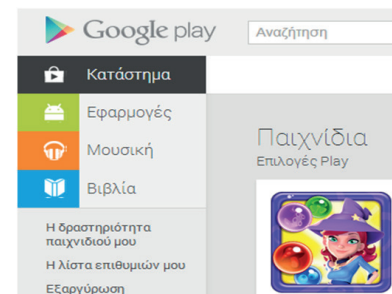 Google play
Αναζήτηση
Κατάστημα
Εφαρμογές
Μουσική
Βιβλία
Η δραστηριότητα
παιχνιδιού μου
Η λίστα επιθυμιών μου
Εξαργύρωση
Παιχνίδια
Επιλογές Play